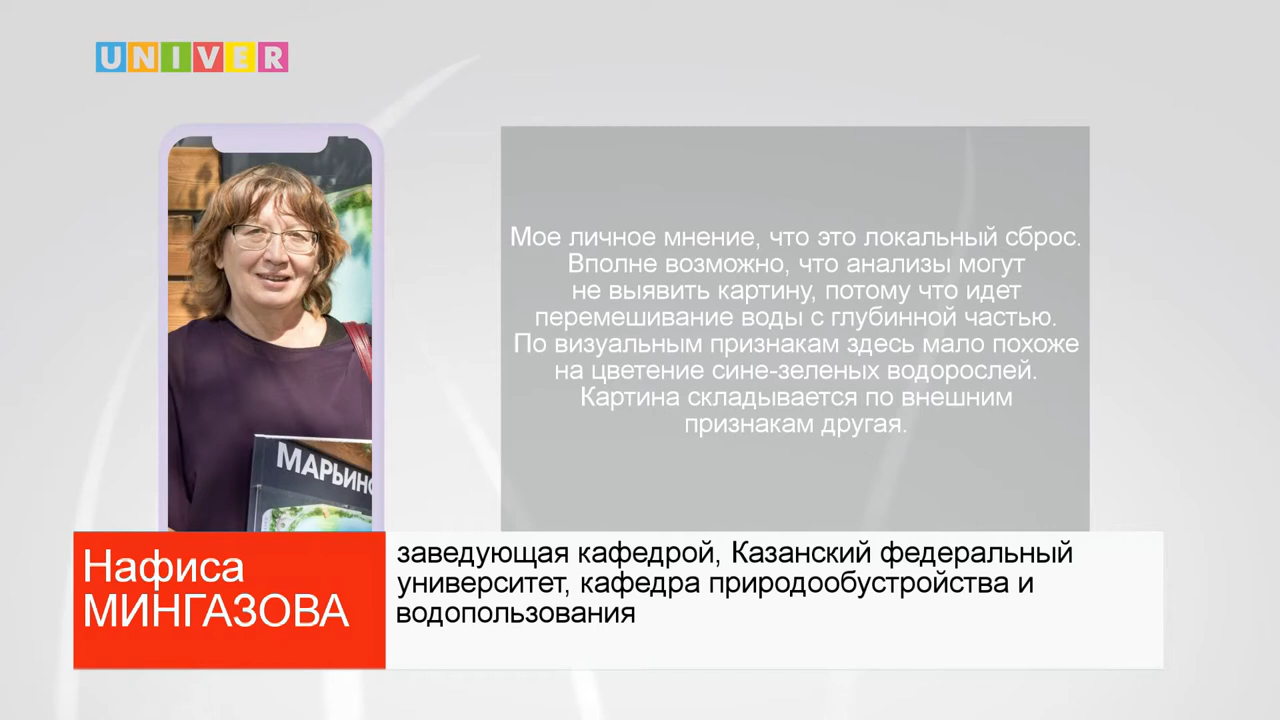 UNIVER
Мое личное мнение, что это локальный сброс.
Вполне возможно, что анализы могут
не выявить картину, потому что идет
перемешивание воды с глубинной частью.
По визуальным признакам здесь мало похоже
на цветение сине-зеленых водорослей.
Картина складывается по внешним
признакам другая.
Нафиса
МИНГАЗОВА
заведующая кафедрой, Казанский федеральный
университет, кафедра природообустройства и
водопользования